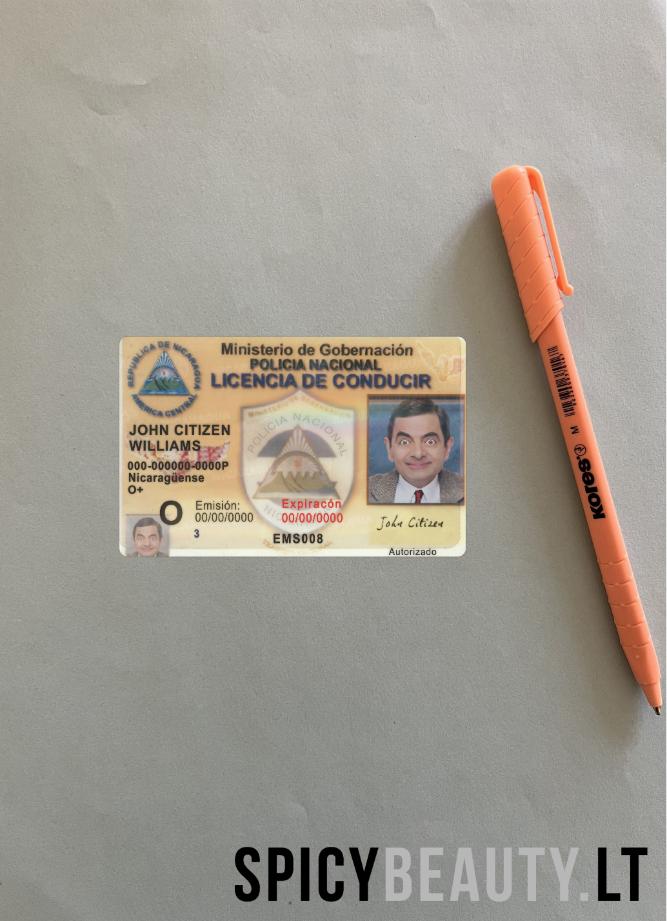 REPUBLICA DE NICARAGUA
AMERICA CENTRAL
Ministerio de Gobernación
POLICIA NACIONAL
LICENCIA DE CONDUCIR
JOHN CITIZEN
WILLIAMS
000-000000-0000P
Nicaragüense
O+
POLICIA NACIONAL
O
Emisión:
00/00/0000
3
Expiracón
00/00/0000
EMS008
John Citizen
Autorizado
Kores
M
SPICYBEAUTY.LT